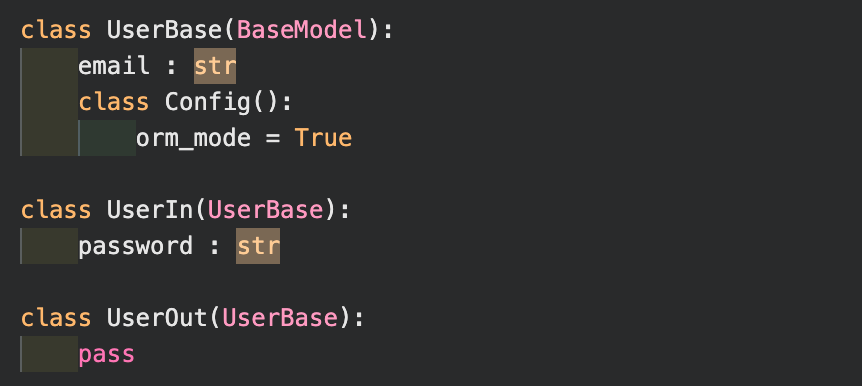 class UserBase(BaseModel):
    email : str
    class Config():
        orm_mode = True

class UserIn(UserBase):
    password : str

class UserOut(UserBase):
    pass